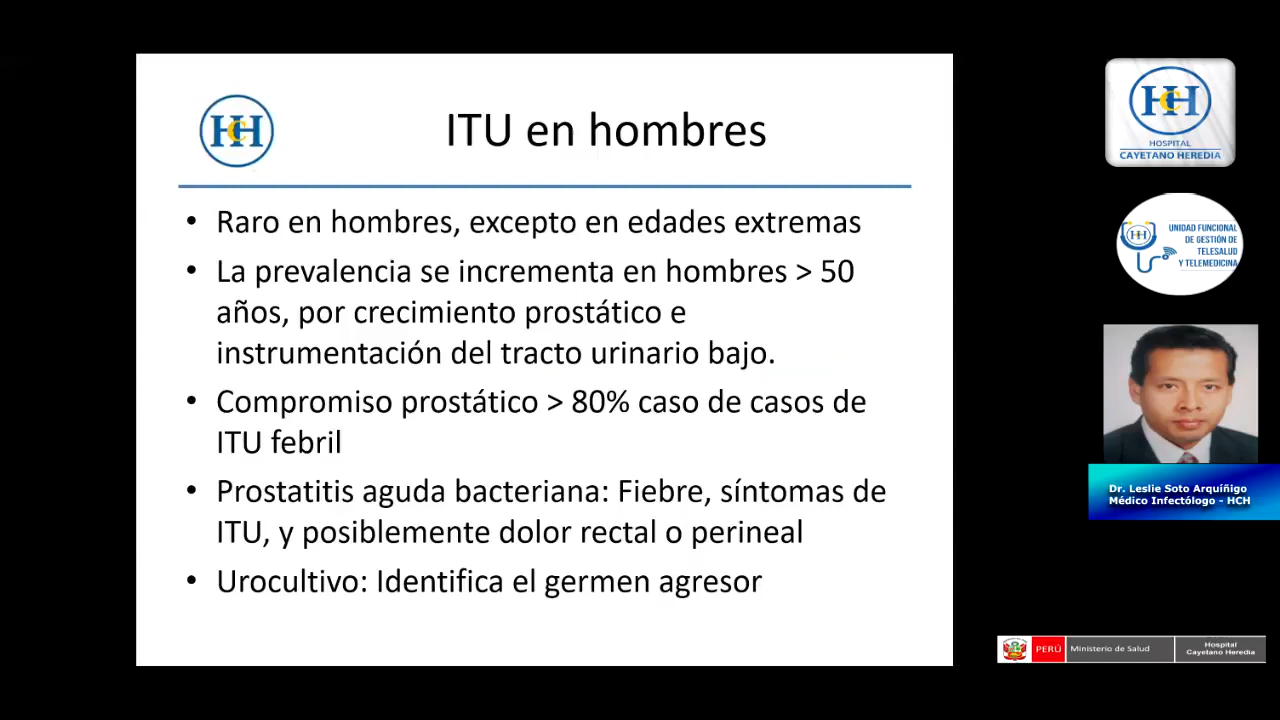 HCH
ITU en hombres
• Raro en hombres, excepto en edades extremas
• La prevalencia se incrementa en hombres > 50
años, por crecimiento prostático e
instrumentación del tracto urinario bajo.
• Compromiso prostático > 80% caso de casos de
ITU febril
• Prostatitis aguda bacteriana: Fiebre, síntomas de
ITU, y posiblemente dolor rectal o perineal
• Urocultivo: Identifica el germen agresor
HCH
HOSPITAL
CAYETANO HEREDIA
HCH
UNIDAD FUNCIONAL
DE GESTIÓN DE
TELESALUD
Y TELEMEDICINA
Dr. Leslie Soto Arquíñigo
Médico Infectólogo - HCH
PERÚ
Ministerio de Salud
Hospital
Cayetano Heredia